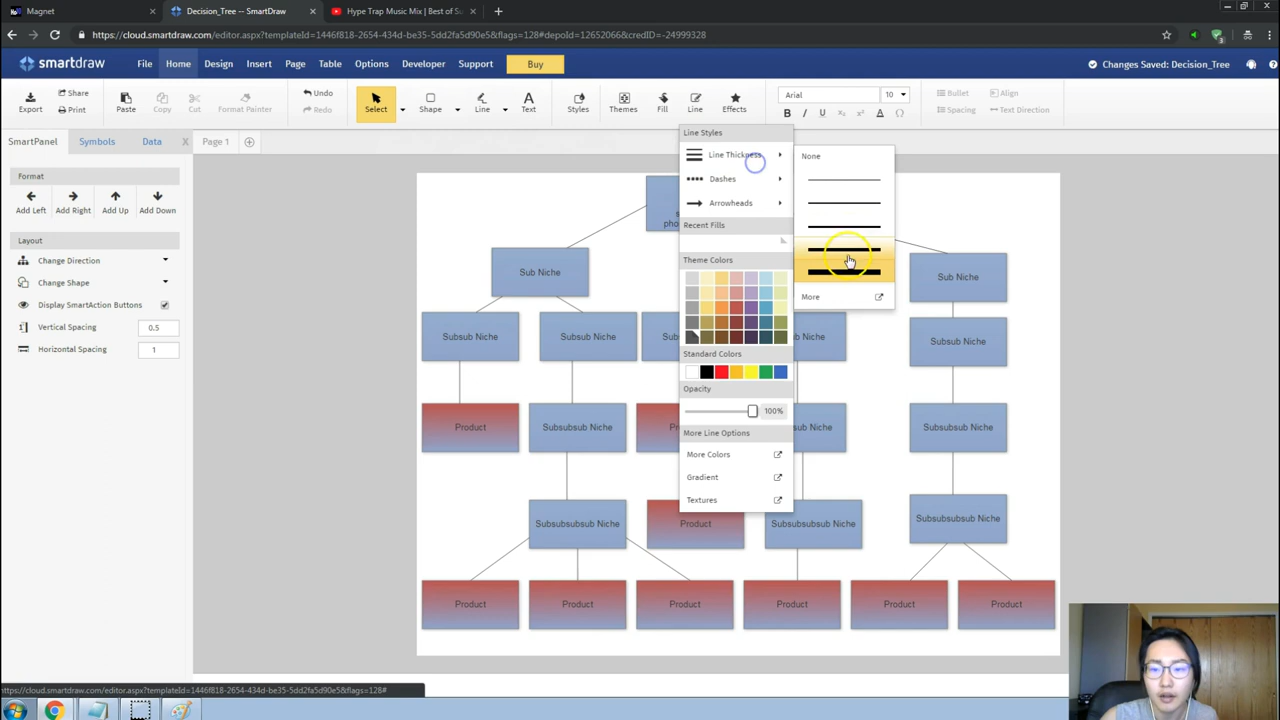 Magnet
Decision_Tree — SmartDraw
Hype Trap Music Mix | Best of Su
https://cloud.smartdraw.com/editor.aspx?templateId=1446f818-2654-434d-be35-5dd2fa5d90e5&flags=128#depoId=12652066&credID=-24999328
smartdraw
File Home Design Insert Page Table Options Developer Support Buy
Changes Saved: Decision_Tree
Export
Share
Print
Paste
Copy
Cut
Format Painter
Undo
Redo
Select
Shape
Line
Text
Styles
Themes
Fill
Line
Effects
Arial 10
B I U
Bullet
Align
Spacing
Text Direction
SmartPanel Symbols Data X
Page 1
Format
Add Left Add Right Add Up Add Down
Layout
Change Direction
Change Shape
Display SmartAction Buttons
Vertical Spacing 0.5
Horizontal Spacing 1
Line Styles
Line Thickness
Dashes
Arrowheads
Recent Fills
Theme Colors
Standard Colors
Opacity
100%
More Line Options
More Colors
Gradient
Textures
None
More
Sub Niche Sub Niche
Subsub Niche Subsub Niche Subsub Niche
Product Subsubsub Niche Subsubsub Niche
Subsubsubsub Niche Product Subsubsubsub Niche Subsubsubsub Niche
Product Product Product Product Product Product
https://cloud.smartdraw.com/editor.aspx?templateId=1446f818-2654-434d-be35-5dd2fa5d90e5&flags=128#